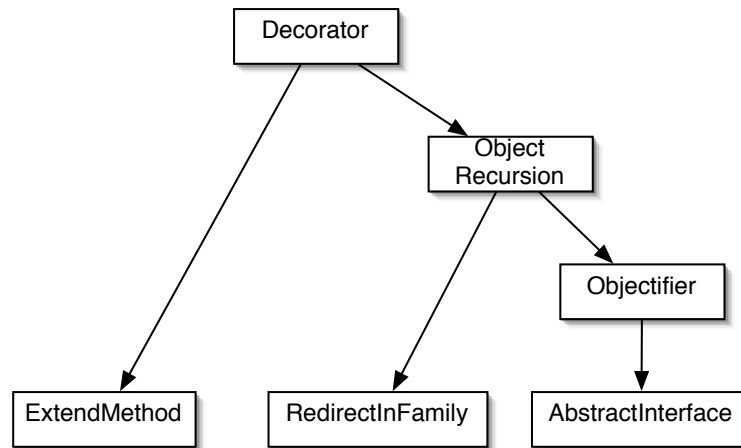 Decorator
Object
Recursion
Objectifier
ExtendMethod
RedirectInFamily
AbstractInterface